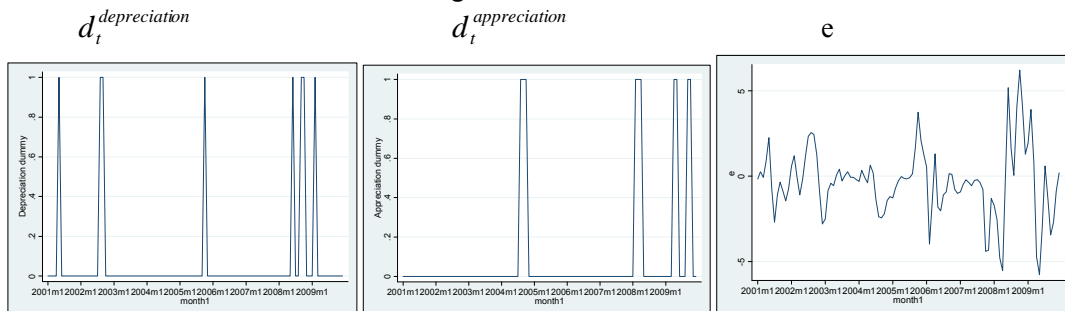 d_t^{depreciation} d_t^{appreciation} e
Depreciation dummy
0 .2 .4 .6 .8 1
2001m1 2002m1 2003m1 2004m1 2005m1 2006m1 2007m1 2008m1 2009m1
month1
Appreciation dummy
0 .2 .4 .6 .8 1
2001m1 2002m1 2003m1 2004m1 2005m1 2006m1 2007m1 2008m1 2009m1
month1
e
-5 0 5
2001m1 2002m1 2003m1 2004m1 2005m1 2006m1 2007m1 2008m1 2009m1
month1